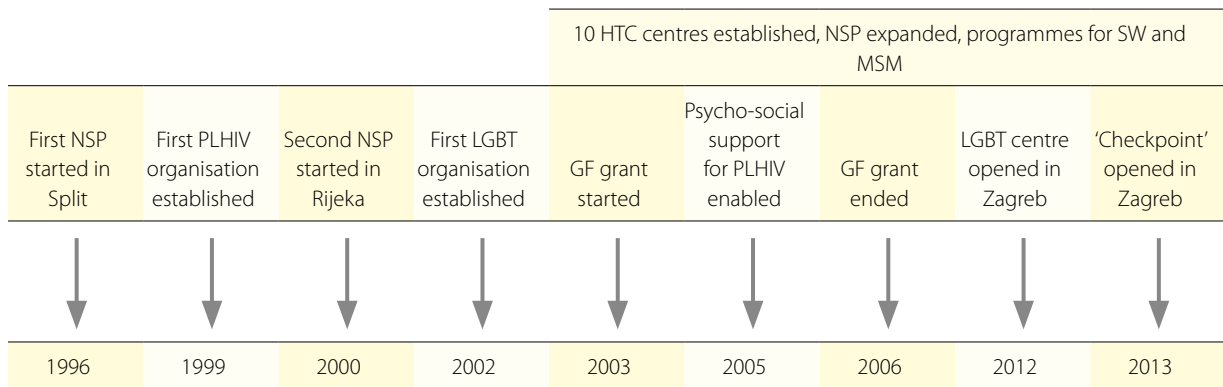 10 HTC centres established, NSP expanded, programmes for SW and
MSM
First NSP
started in
Split
First PLHIV
organisation
established
Second NSP
started in
Rijeka
First LGBT
organisation
established
GF grant
started
Psycho-social
support
for PLHIV
enabled
GF grant
ended
LGBT centre
opened in
Zagreb
'Checkpoint'
opened in
Zagreb
1996 1999 2000 2002 2003 2005 2006 2012 2013